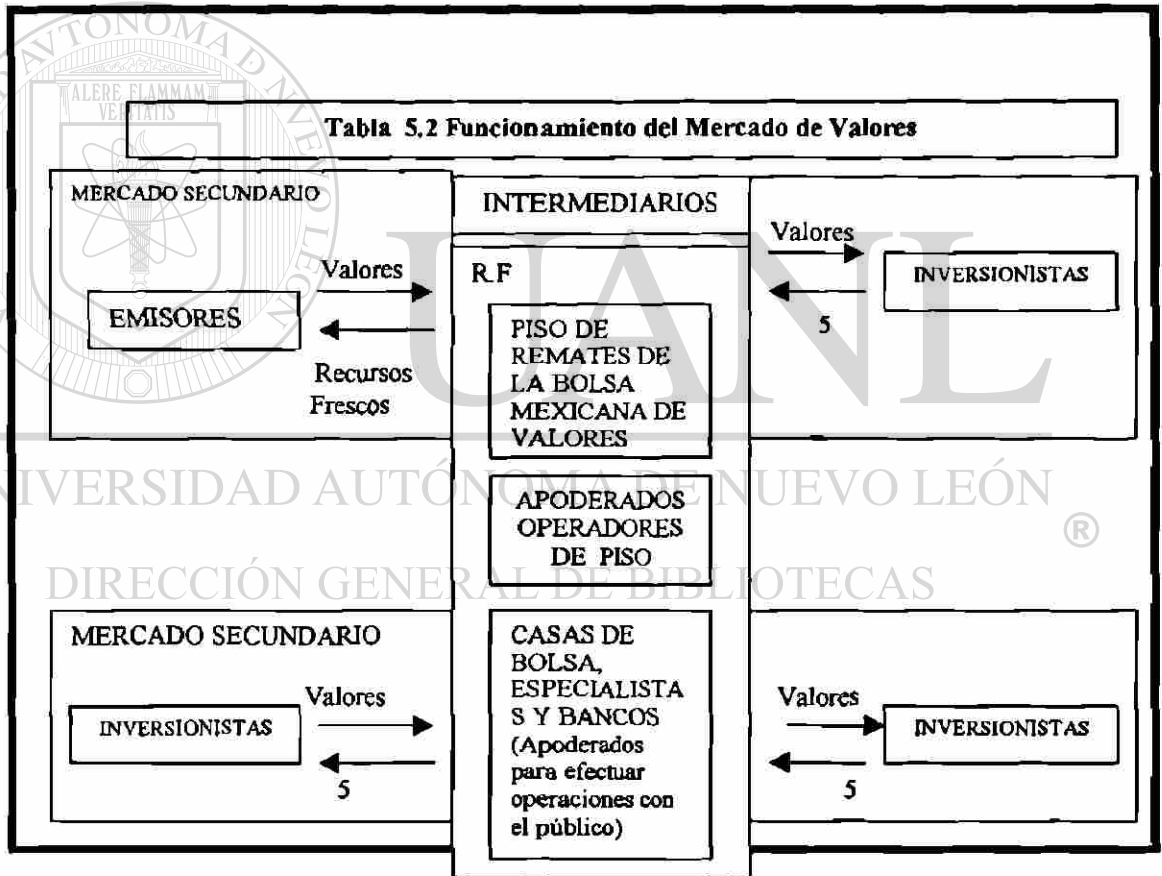 Tabla 5.2 Funcionamiento del Mercado de Valores
MERCADO SECUNDARIO
EMISORES
Valores
Recursos
Frescos
INTERMEDIARIOS
R.F
PISO DE
REMATES DE
LA BOLSA
MEXICANA DE
VALORES
Valores
5
INVERSIONISTAS
APODERADOS
OPERADORES
DE PISO
MERCADO SECUNDARIO
INVERSIONISTAS
Valores
5
CASAS DE
BOLSA,
ESPECIALISTA
S Y BANCOS
(Apoderados
para efectuar
operaciones con
el público)
Valores
5
INVERSIONISTAS
ALERE FLAMMAM
VERITATIS
UANL
NIVERSIDAD AUTÓNOMA DE NUEVO LEÓN
®
DIRECCIÓN GENERAL DE BIBLIOTECAS